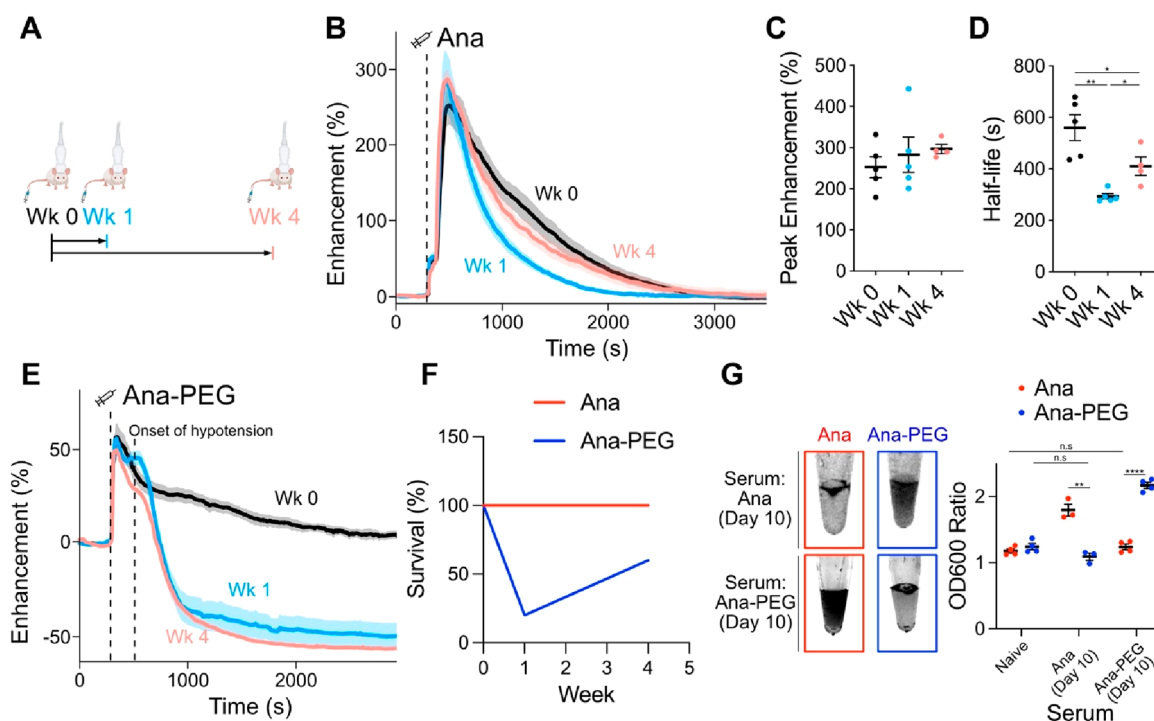 A
Wk 0 Wk 1 Wk 4
B
Ana
Enhancement (%)
300
200
100
0
Wk 0
Wk 4
Wk 1
0 1000 2000 3000
Time (s)
C
Peak Enhancement (%)
500
400
300
200
100
0
Wk 0 Wk 1 Wk 4
D
Half-life (s)
800
600
400
200
0
*
** *
Wk 0 Wk 1 Wk 4
E
Ana-PEG
Onset of hypotension
Enhancement (%)
50
0
-50
Wk 0
Wk 1
Wk 4
0 1000 2000
Time (s)
F
Ana
Ana-PEG
Survival (%)
150
100
50
0
0 1 2 3 4 5
Week
G
Ana Ana-PEG
Serum:
Ana
(Day 10)
Serum:
Ana-PEG
(Day 10)
Ana
Ana-PEG
OD600 Ratio
n.s
n.s
** ****
2
1
0
Naive
Ana
(Day 10)
Ana-PEG
(Day 10)
Serum